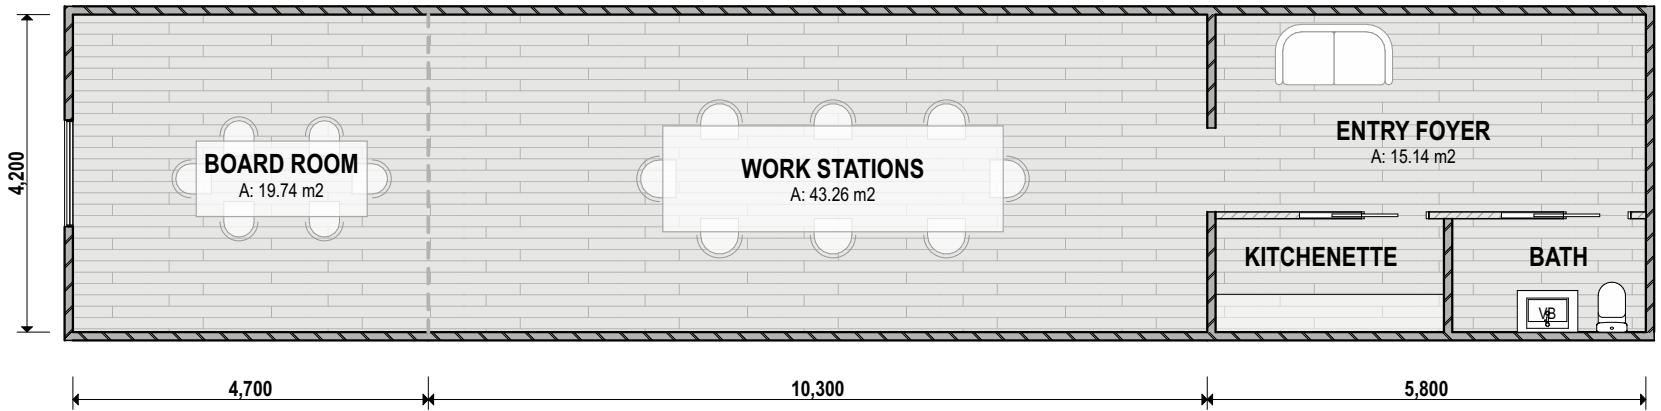 4,200
BOARD ROOM
A: 19.74 m2
WORK STATIONS
A: 43.26 m2
ENTRY FOYER
A: 15.14 m2
KITCHENETTE
BATH
VB
4,700
10,300
5,800